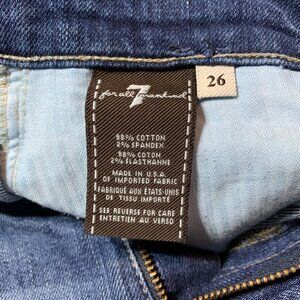 7
for all mankind
26
98% COTTON
2% SPANDEX
98% COTON
2% ELASTHANNE
MADE IN U.S.A.
OF IMPORTED FABRIC
FABRIQUÉ AUX ÉTATS-UNIS
DE TISSU IMPORTÉ
SEE REVERSE FOR CARE
ENTRETIEN AU VERSO